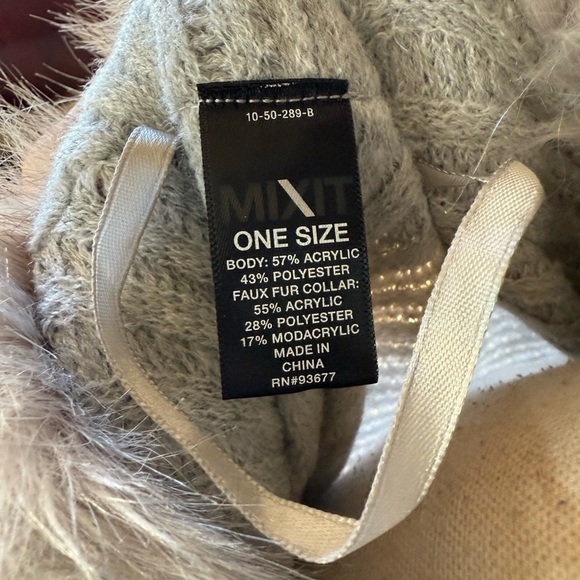 10-50-289-B
MIXIT
ONE SIZE
BODY: 57% ACRYLIC
43% POLYESTER
FAUX FUR COLLAR:
55% ACRYLIC
28% POLYESTER
17% MODACRYLIC
MADE IN
CHINA
RN#93677